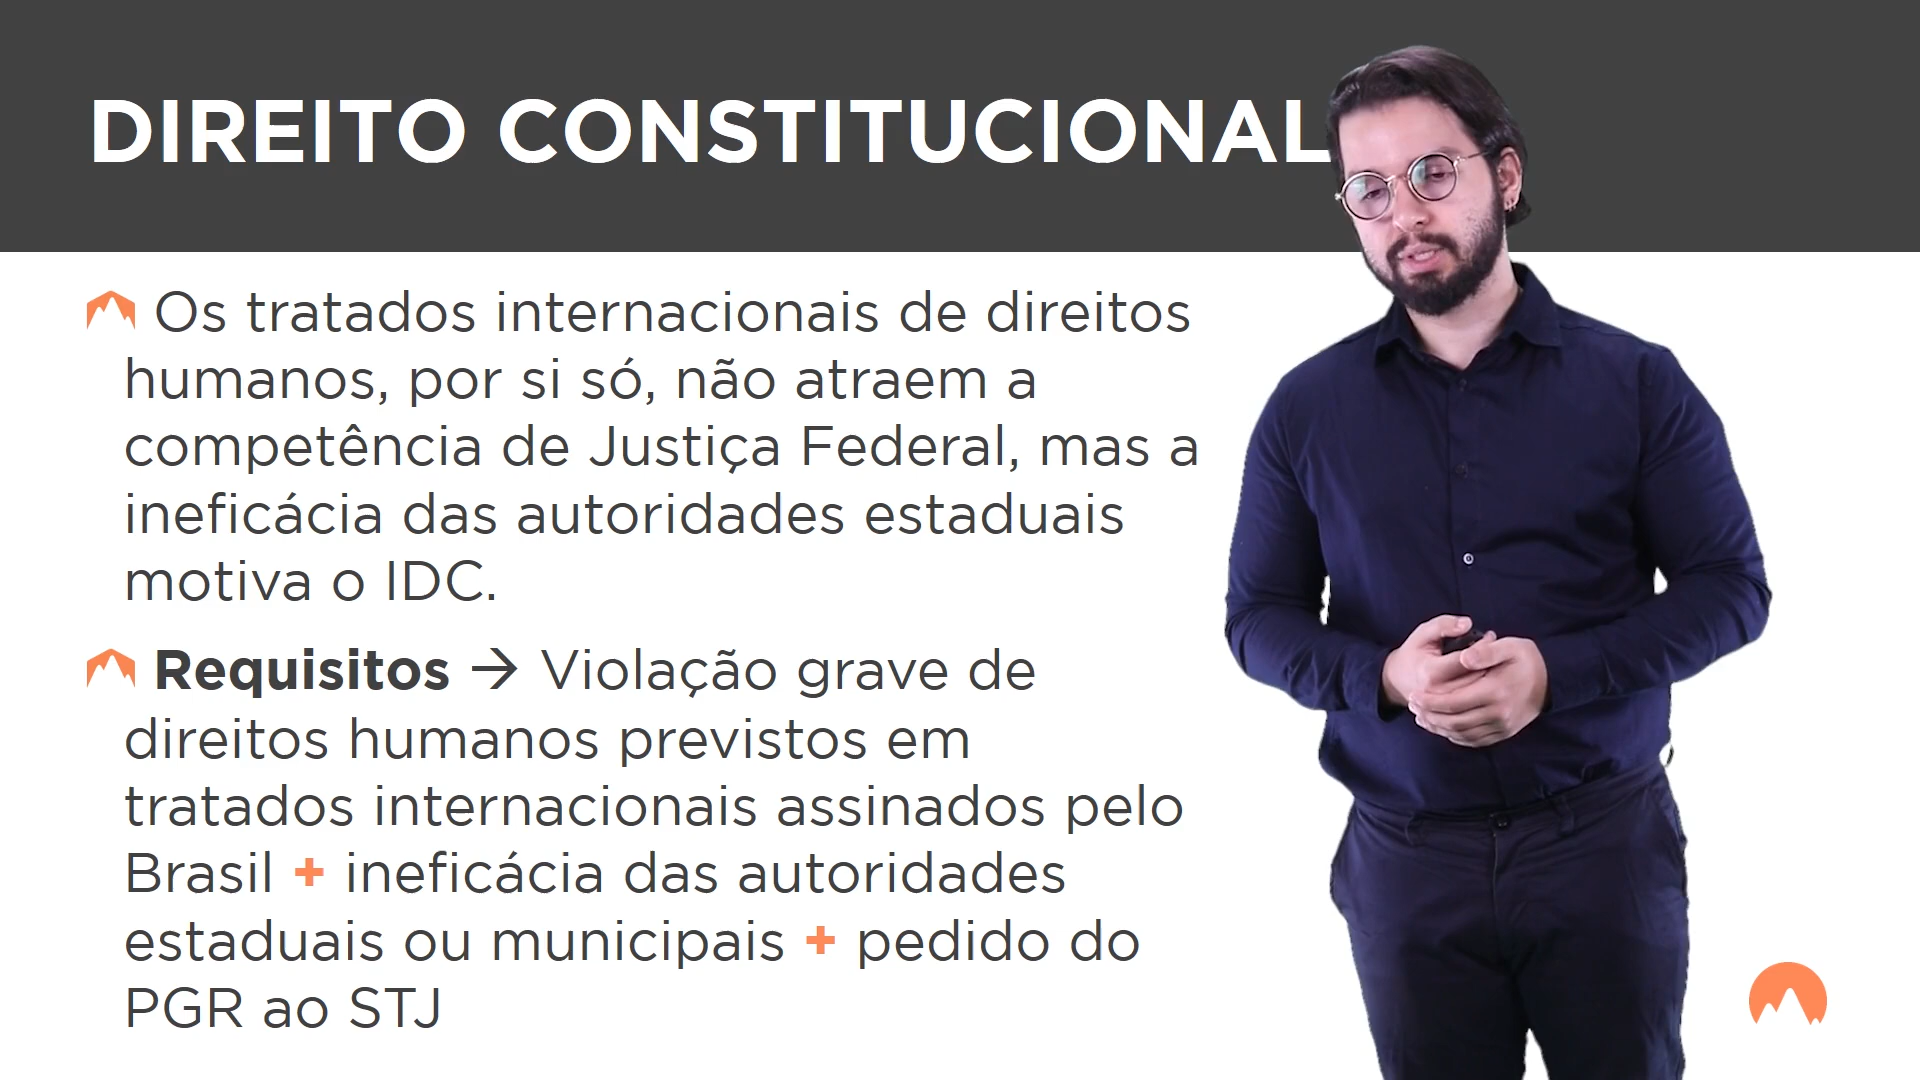 DIREITO CONSTITUCIONAL
Os tratados internacionais de direitos
humanos, por si só, não atraem a
competência de Justiça Federal, mas a
ineficácia das autoridades estaduais
motiva o IDC.
Requisitos → Violação grave de
direitos humanos previstos em
tratados internacionais assinados pelo
Brasil + ineficácia das autoridades
estaduais ou municipais + pedido do
PGR ao STJ